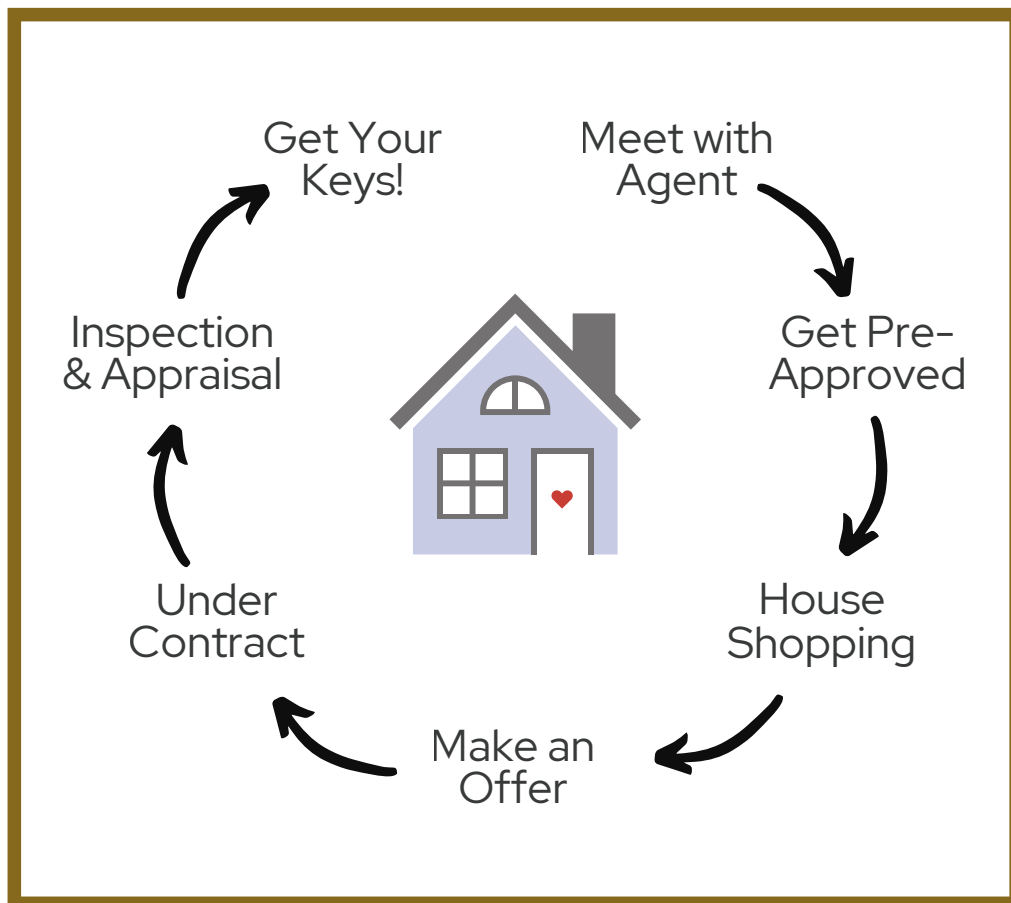 Meet with
Agent
Get Pre-
Approved
House
Shopping
Make an
Offer
Under
Contract
Inspection
& Appraisal
Get Your
Keys!